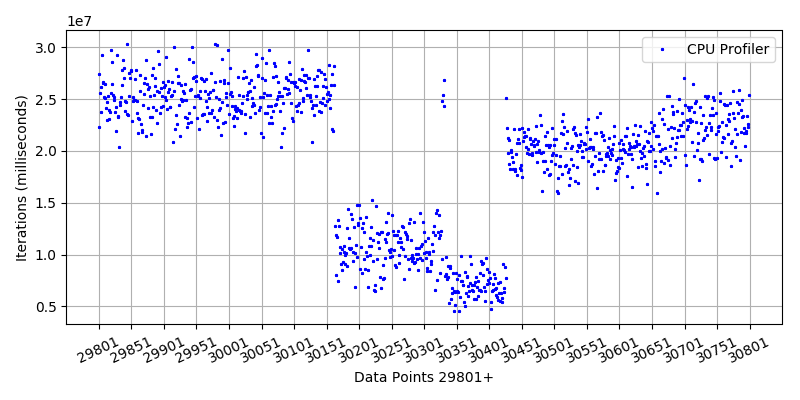 1e7
CPU Profiler
3.0
2.5
2.0
1.5
1.0
0.5
Iterations (milliseconds)
29801 29851 29901 29951 30001 30051 30101 30151 30201 30251 30301 30351 30401 30451 30501 30551 30601 30651 30701 30751 30801
Data Points 29801+